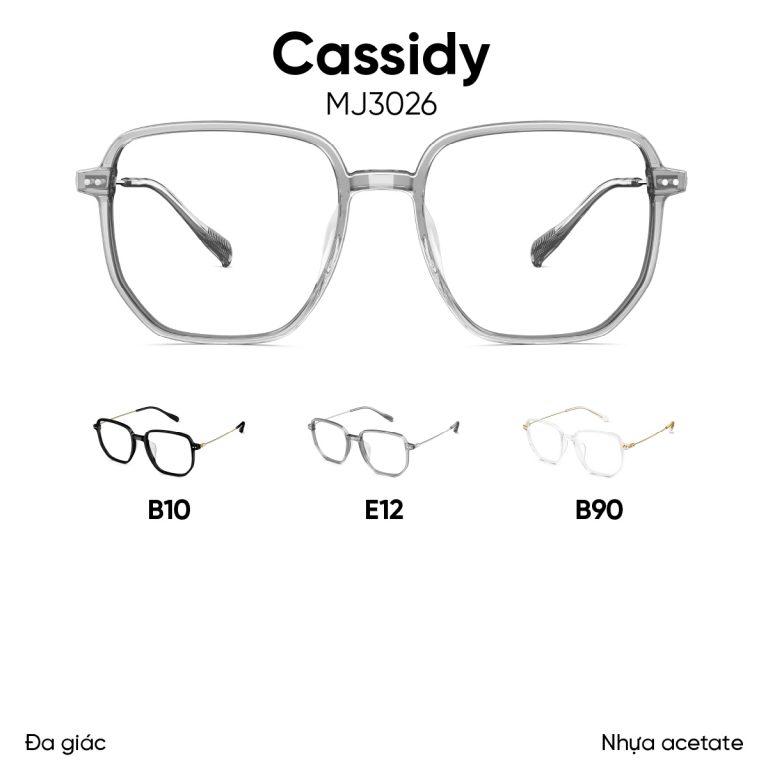 Cassidy
MJ3026
B10
E12
B90
Đa giác
Nhựa acetate